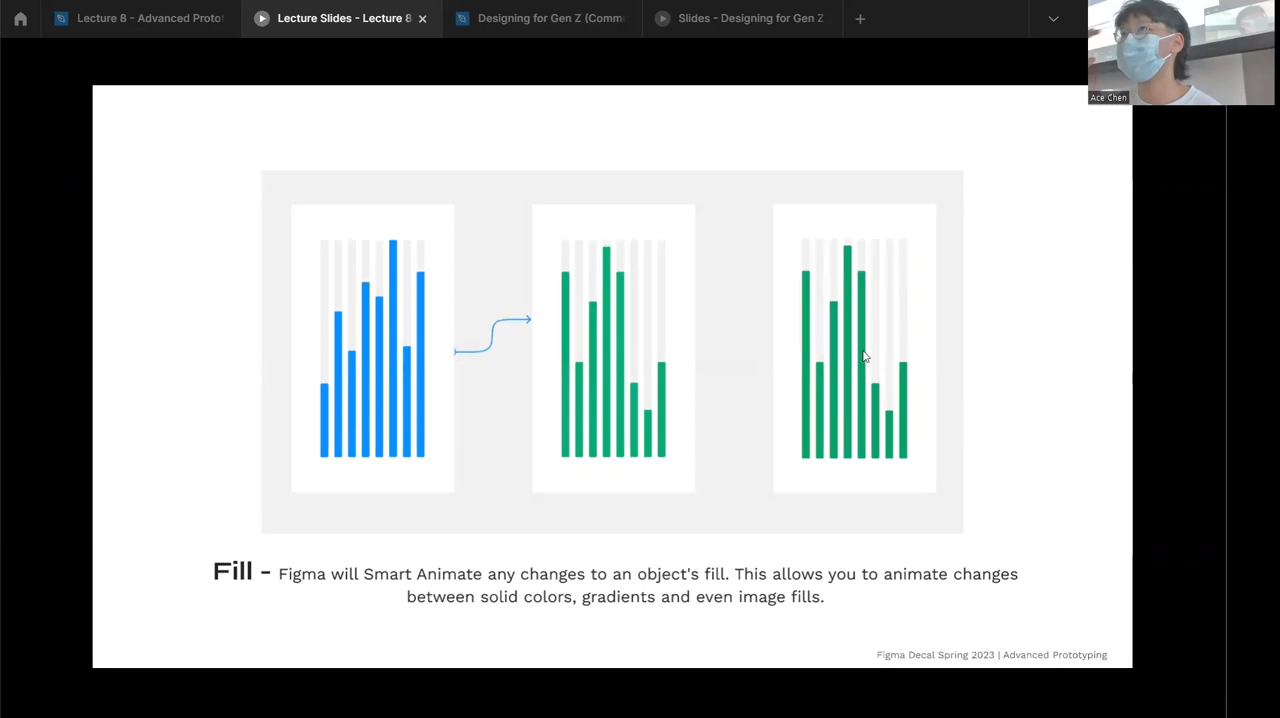 Lecture 8 - Advanced Proto
Lecture Slides - Lecture 8
Designing for Gen Z (Comm
Slides - Designing for Gen Z
Ace Chen
Fill - Figma will Smart Animate any changes to an object's fill. This allows you to animate changes
between solid colors, gradients and even image fills.
Figma Decal Spring 2023 | Advanced Prototyping